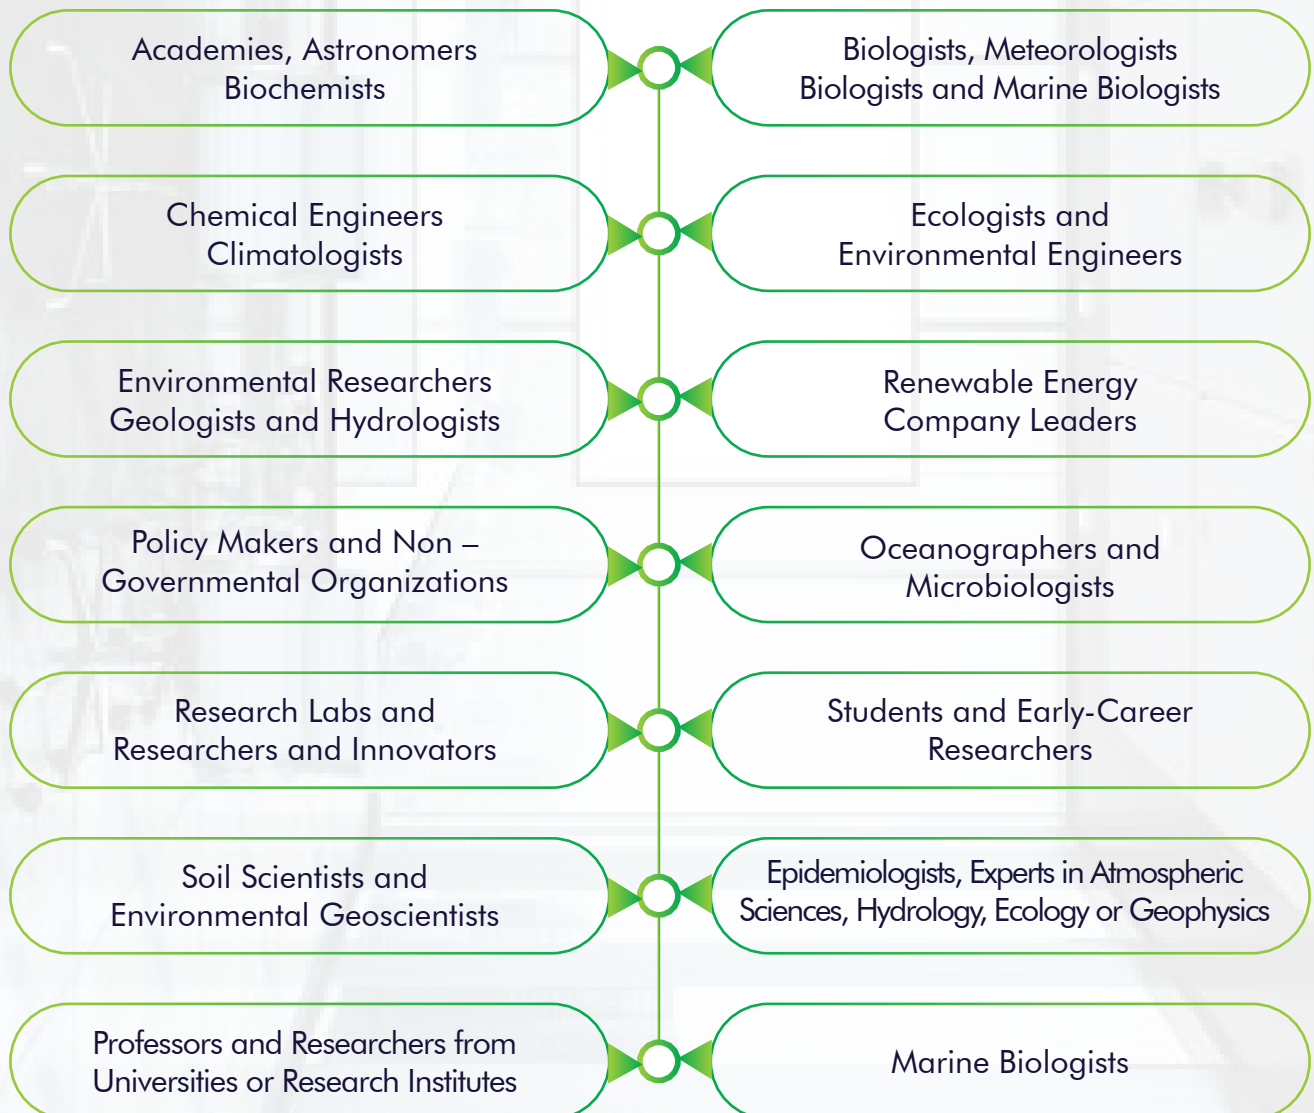 Academies, Astronomers
Biochemists
Biologists, Meteorologists
Biologists and Marine Biologists
Chemical Engineers
Climatologists
Ecologists and
Environmental Engineers
Environmental Researchers
Geologists and Hydrologists
Renewable Energy
Company Leaders
Policy Makers and Non –
Governmental Organizations
Oceanographers and
Microbiologists
Research Labs and
Researchers and Innovators
Students and Early-Career
Researchers
Soil Scientists and
Environmental Geoscientists
Epidemiologists, Experts in Atmospheric
Sciences, Hydrology, Ecology or Geophysics
Professors and Researchers from
Universities or Research Institutes
Marine Biologists